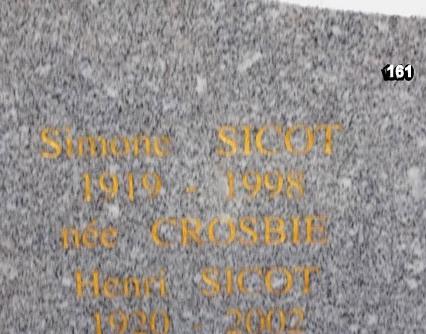 161
Simone SICOT
1919 - 1998
née CROSBIE
Henri SICOT
1920 - 2002